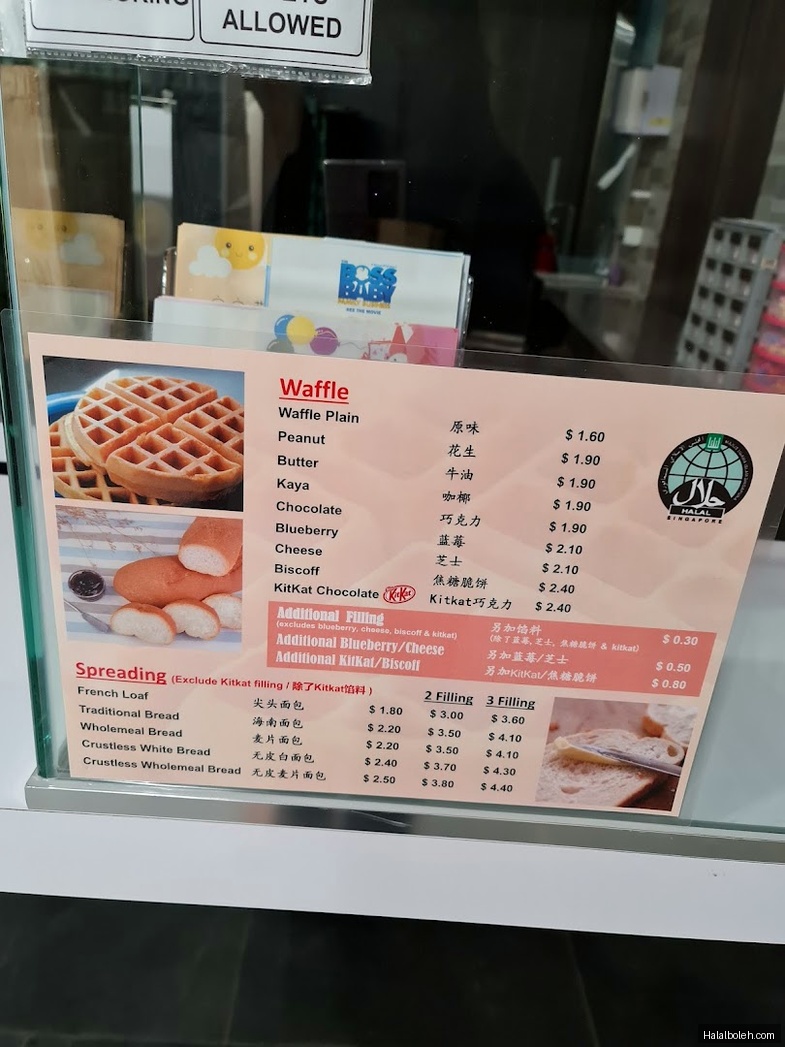 ALLOWED
THE
BOSS
BABY
FAMILY BUSINESS
SEE THE MOVIE
Waffle
Waffle Plain 原味 $ 1.60
Peanut 花生 $ 1.90
Butter 牛油 $ 1.90
Kaya 咖椰 $ 1.90
Chocolate 巧克力 $ 1.90
Blueberry 蓝莓 $ 2.10
Cheese 芝士 $ 2.10
Biscoff 焦糖脆饼 $ 2.40
KitKat Chocolate KitKat Kitkat巧克力 $ 2.40
حلال
HALAL
SINGAPORE
Additional Filling 另加馅料 $ 0.30
(excludes blueberry, cheese, biscoff & kitkat) (除了蓝莓, 芝士, 焦糖脆饼 & kitkat)
Additional Blueberry/Cheese 另加蓝莓/芝士 $ 0.50
Additional KitKat/Biscoff 另加KitKat/焦糖脆饼 $ 0.80
Spreading (Exclude Kitkat filling / 除了Kitkat馅料 )
2 Filling 3 Filling
French Loaf 尖头面包 $ 1.80 $ 3.00 $ 3.60
Traditional Bread 海南面包 $ 2.20 $ 3.50 $ 4.10
Wholemeal Bread 麦片面包 $ 2.20 $ 3.50 $ 4.10
Crustless White Bread 无皮白面包 $ 2.40 $ 3.70 $ 4.30
Crustless Wholemeal Bread 无皮麦片面包 $ 2.50 $ 3.80 $ 4.40
Halalboleh.com